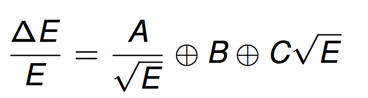 ΔE/E = A/√E ⊕ B ⊕ C√E